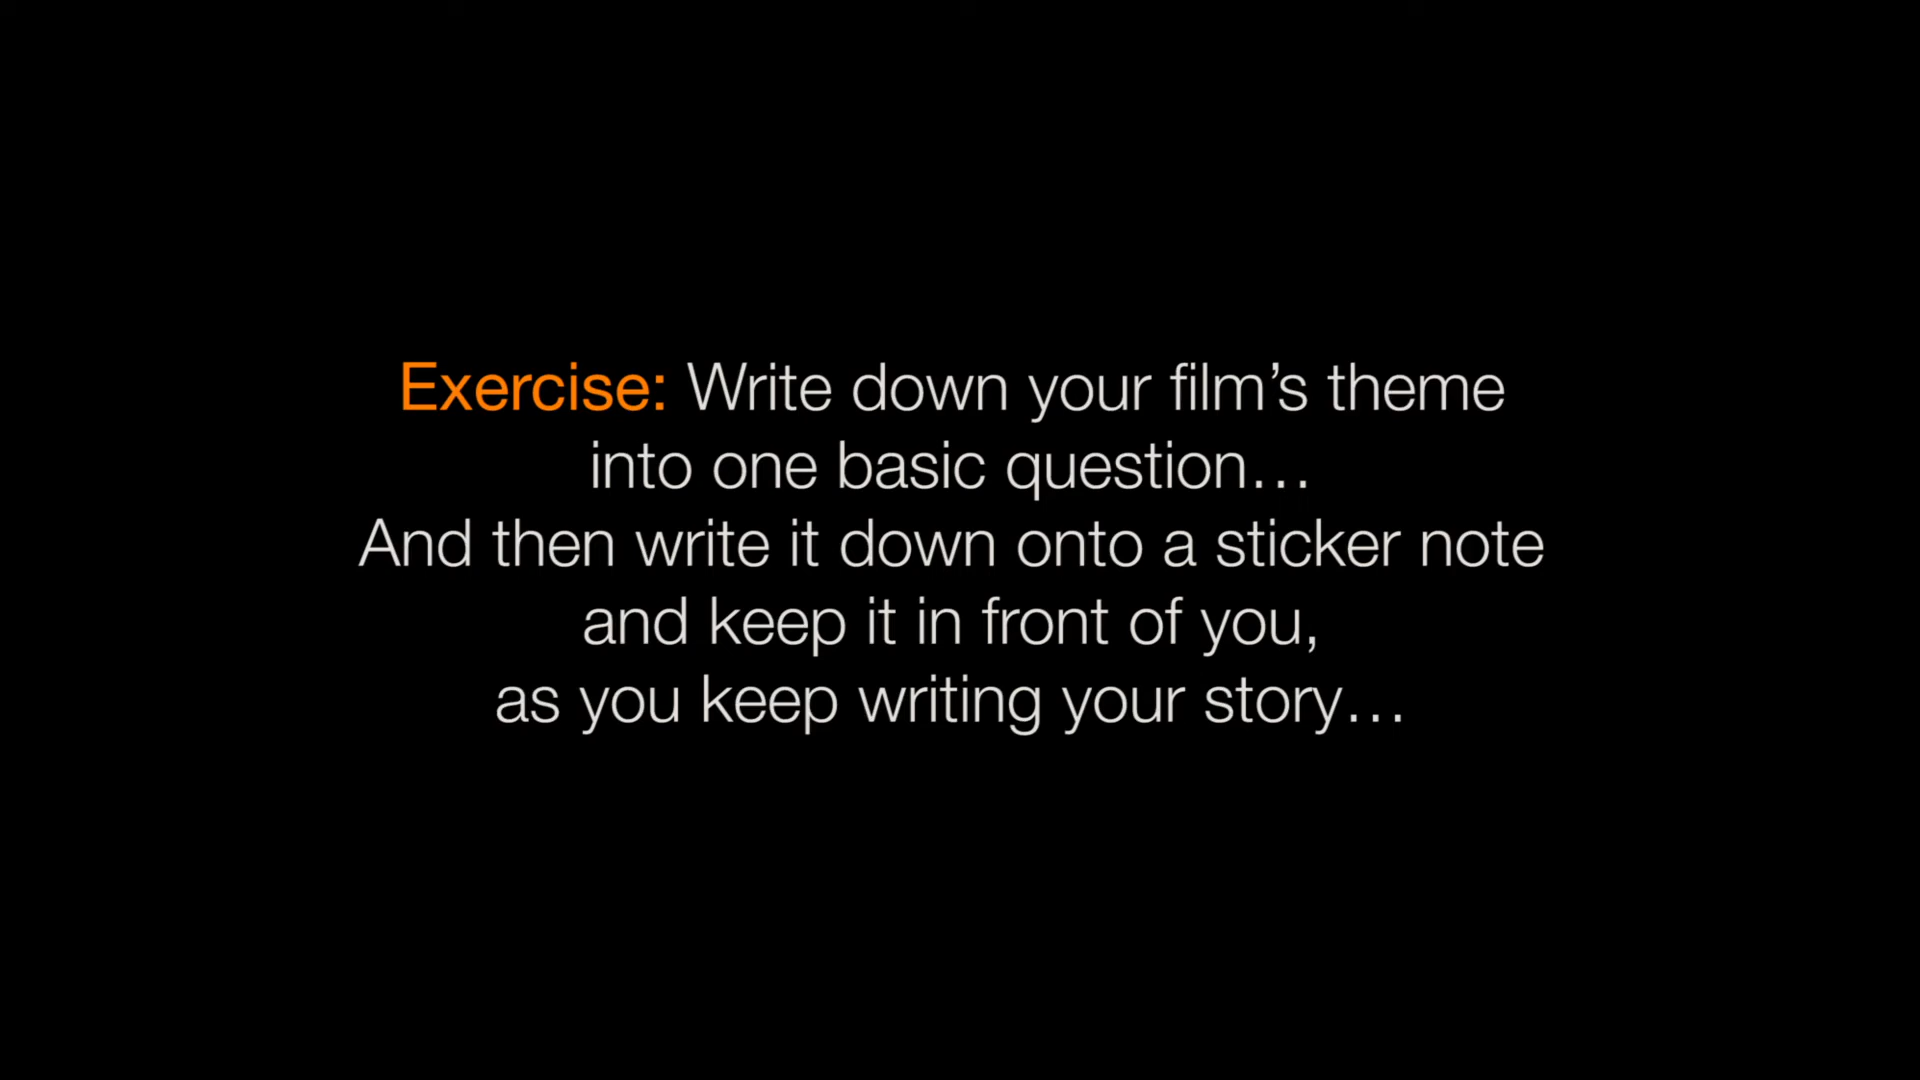 Exercise: Write down your film’s theme
into one basic question…
And then write it down onto a sticker note
and keep it in front of you,
as you keep writing your story…